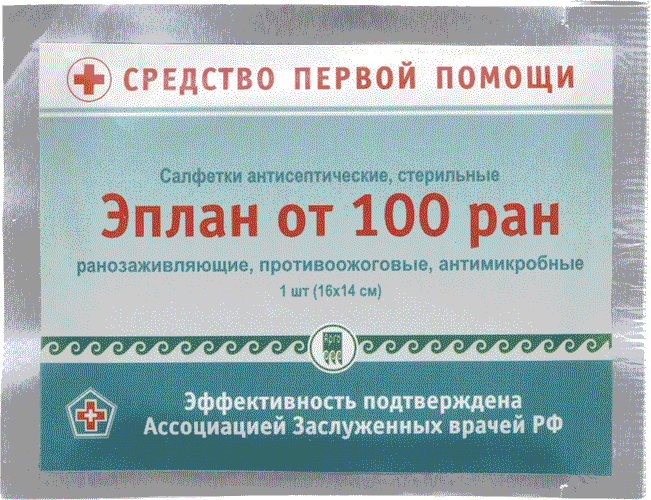 СРЕДСТВО ПЕРВОЙ ПОМОЩИ
Салфетки антисептические, стерильные
Эплан от 100 ран
ранозаживляющие, противоожоговые, антимикробные
1 шт (16х14 см)
Арго
Эффективность подтверждена
Ассоциацией Заслуженных врачей РФ